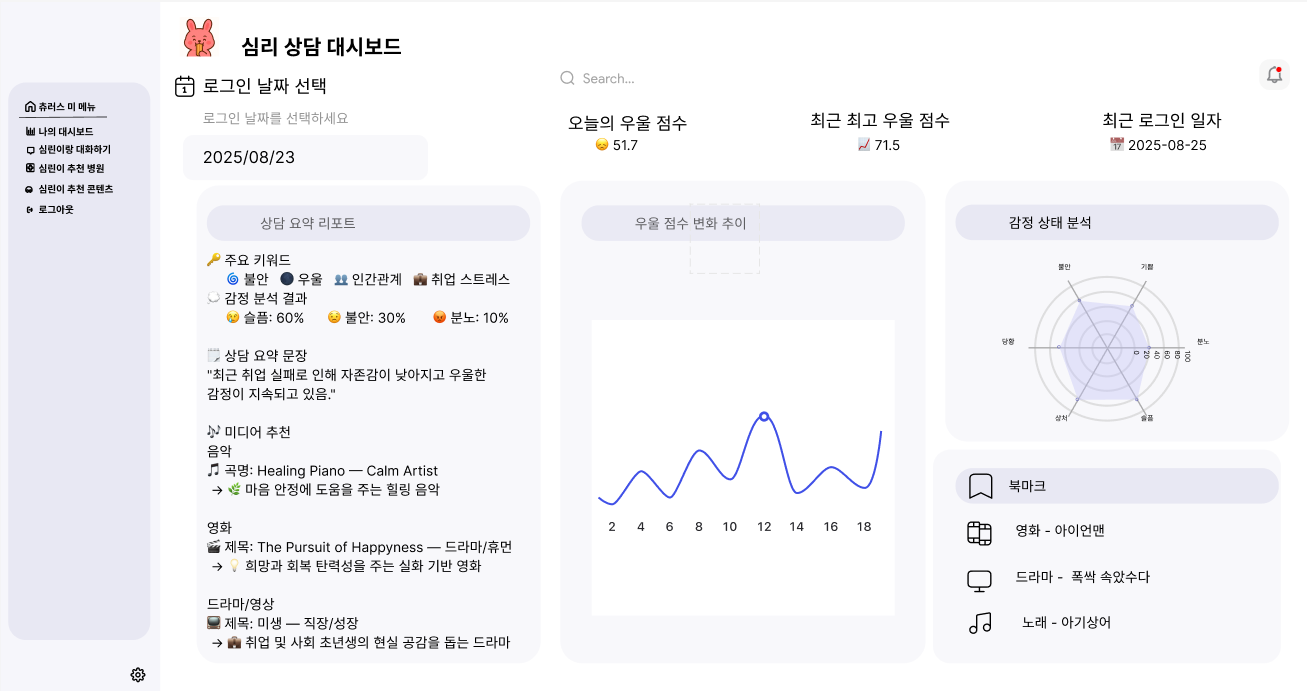 심리 상담 대시보드
츄러스 미 메뉴
나의 대시보드
심린이랑 대화하기
심린이 추천 병원
심린이 추천 콘텐츠
로그아웃
로그인 날짜 선택
로그인 날짜를 선택하세요
2025/08/23
Search...
오늘의 우울 점수
😞 51.7
최근 최고 우울 점수
📈 71.5
최근 로그인 일자
📅 2025-08-25
상담 요약 리포트
🔑 주요 키워드
🌀 불안 🌑 우울 👥 인간관계 💼 취업 스트레스
💭 감정 분석 결과
😢 슬픔: 60% 😟 불안: 30% 😡 분노: 10%
🗒️ 상담 요약 문장
"최근 취업 실패로 인해 자존감이 낮아지고 우울한
감정이 지속되고 있음."
🎶 미디어 추천
음악
🎵 곡명: Healing Piano — Calm Artist
→ 🌿 마음 안정에 도움을 주는 힐링 음악
영화
🎬 제목: The Pursuit of Happyness — 드라마/휴먼
→ 💡 희망과 회복 탄력성을 주는 실화 기반 영화
드라마/영상
📺 제목: 미생 — 직장/성장
→ 💼 취업 및 사회 초년생의 현실 공감을 돕는 드라마
우울 점수 변화 추이
2 4 6 8 10 12 14 16 18
감정 상태 분석
불안 기쁨
당황 분노
0 20 40 60 80 100
상처 슬픔
북마크
영화 - 아이언맨
드라마 - 폭싹 속았수다
노래 - 아기상어